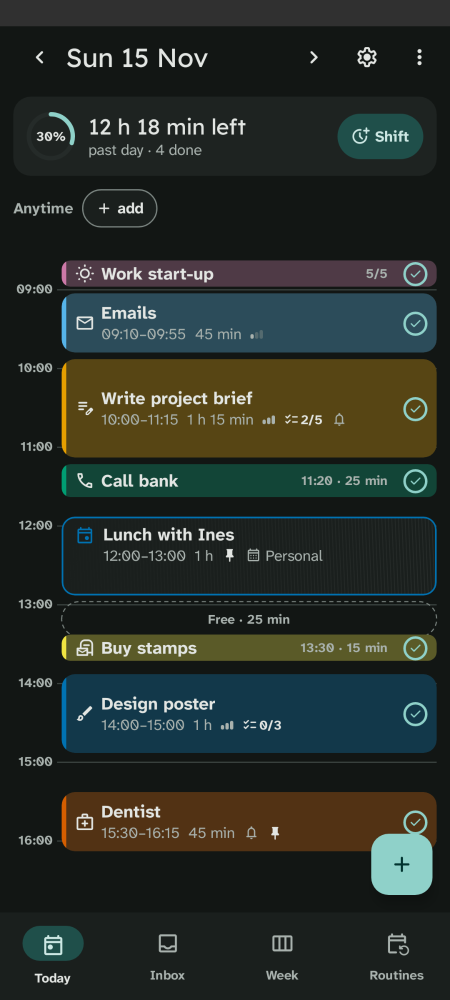 Sun 15 Nov
30%
12 h 18 min left
past day · 4 done
Shift
Anytime
+ add
Work start-up 5/5
09:00
Emails
09:10–09:55 45 min
10:00
Write project brief
10:00–11:15 1 h 15 min 2/5
11:00
Call bank 11:20 · 25 min
12:00
Lunch with Ines
12:00–13:00 1 h Personal
13:00
Free · 25 min
Buy stamps 13:30 · 15 min
14:00
Design poster
14:00–15:00 1 h 0/3
15:00
Dentist
15:30–16:15 45 min
16:00
Today Inbox Week Routines